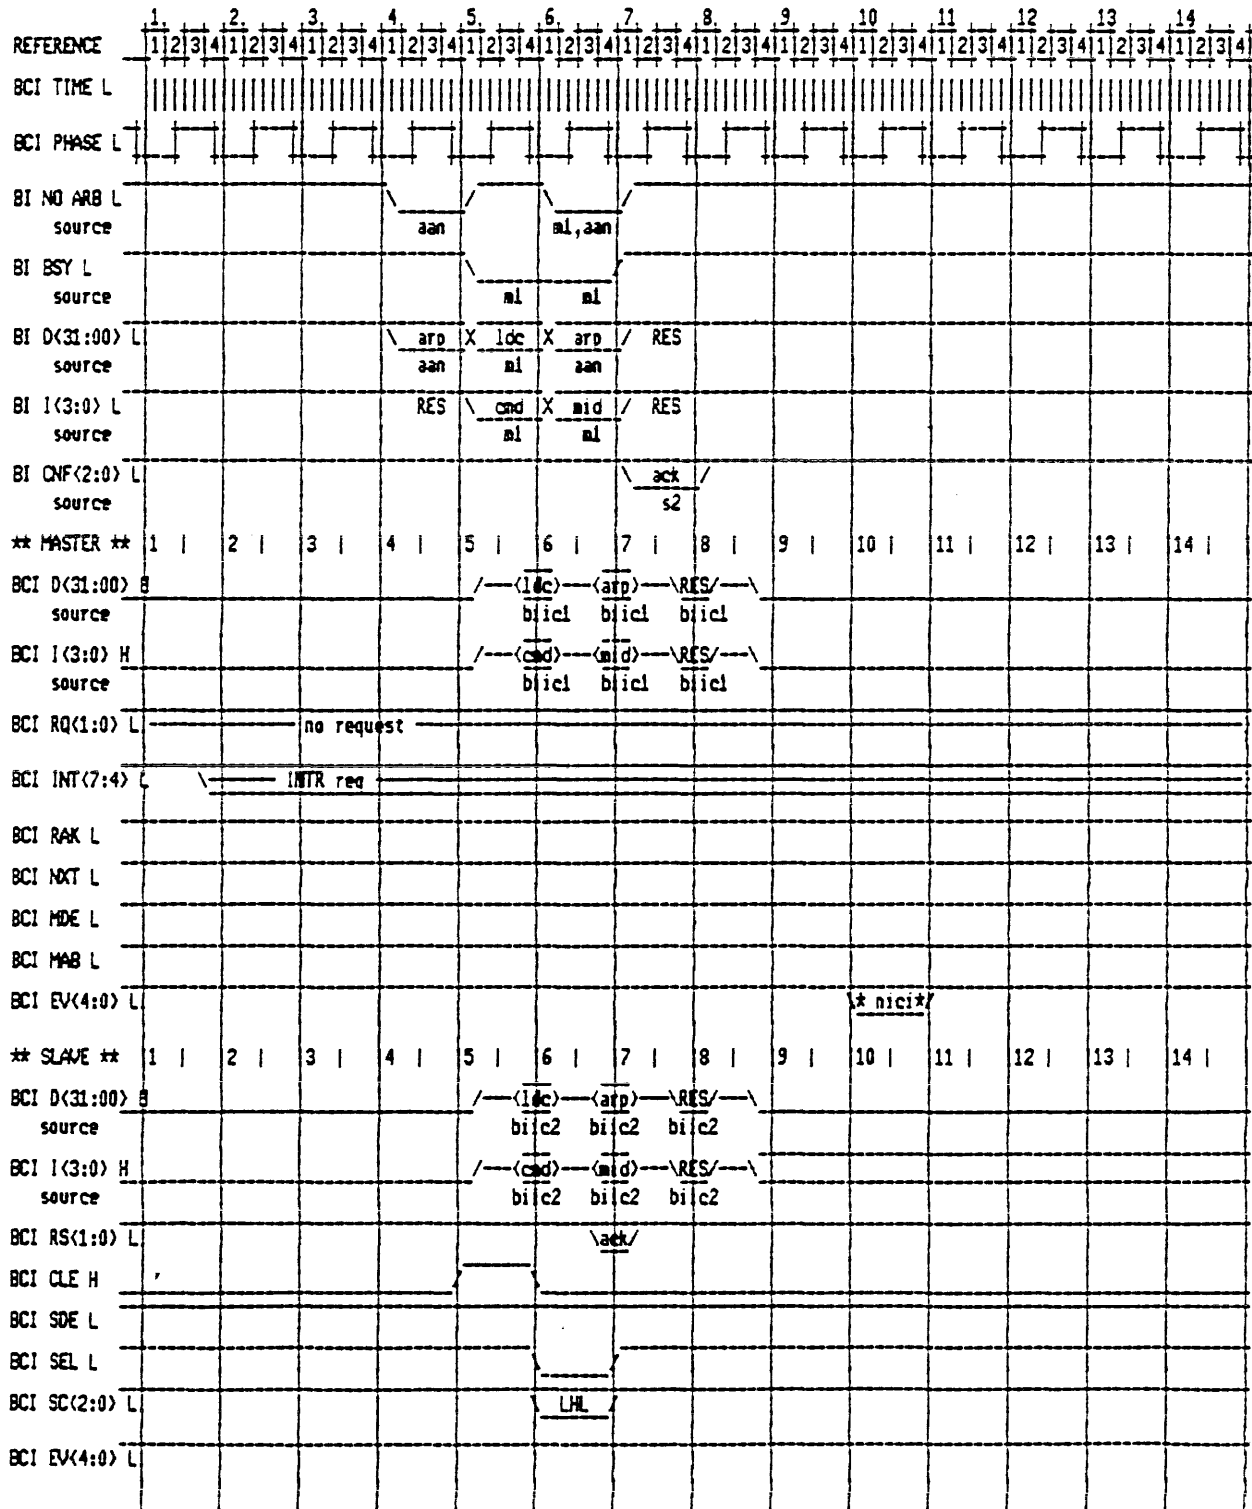 1. 2. 3. 4. 5. 6. 7. 8. 9. 10 11 12 13 14
REFERENCE |1|2|3|4|1|2|3|4|1|2|3|4|1|2|3|4|1|2|3|4|1|2|3|4|1|2|3|4|1|2|3|4|1|2|3|4|1|2|3|4|1|2|3|4|1|2|3|4|1|2|3|4|1|2|3|4|
BCI TIME L
BCI PHASE L
BI NO ARB L
source aan m1,aan
BI BSY L
source m1 m1
BI D<31:00> L \ arp X ldc X arp / RES
source aan m1 aan
BI I<3:0> L RES \ cmd X mid / RES
source m1 m1
BI CNF<2:0> L \ ack /
source s2
** MASTER ** |1 | |2 | |3 | |4 | |5 | |6 | |7 | |8 | |9 | |10 | |11 | |12 | |13 | |14 |
BCI D<31:00> H /---<ldc>---<arp>---\RES/---\
source biic1 biic1 biic1
BCI I<3:0> H /---<cmd>---<mid>---\RES/---\
source biic1 biic1 biic1
BCI RQ<1:0> L no request
BCI INT<7:4> L INTR req
BCI RAK L
BCI NXT L
BCI MDE L
BCI MAB L
BCI EV<4:0> L \* nici*/
** SLAVE ** |1 | |2 | |3 | |4 | |5 | |6 | |7 | |8 | |9 | |10 | |11 | |12 | |13 | |14 |
BCI D<31:00> H /---<ldc>---<arp>---\RES/---\
source biic2 biic2 biic2
BCI I<3:0> H /---<cmd>---<mid>---\RES/---\
source biic2 biic2 biic2
BCI RS<1:0> L \ack/
BCI CLE H
BCI SDE L
BCI SEL L
BCI SC<2:0> L \ LHL /
BCI EV<4:0> L